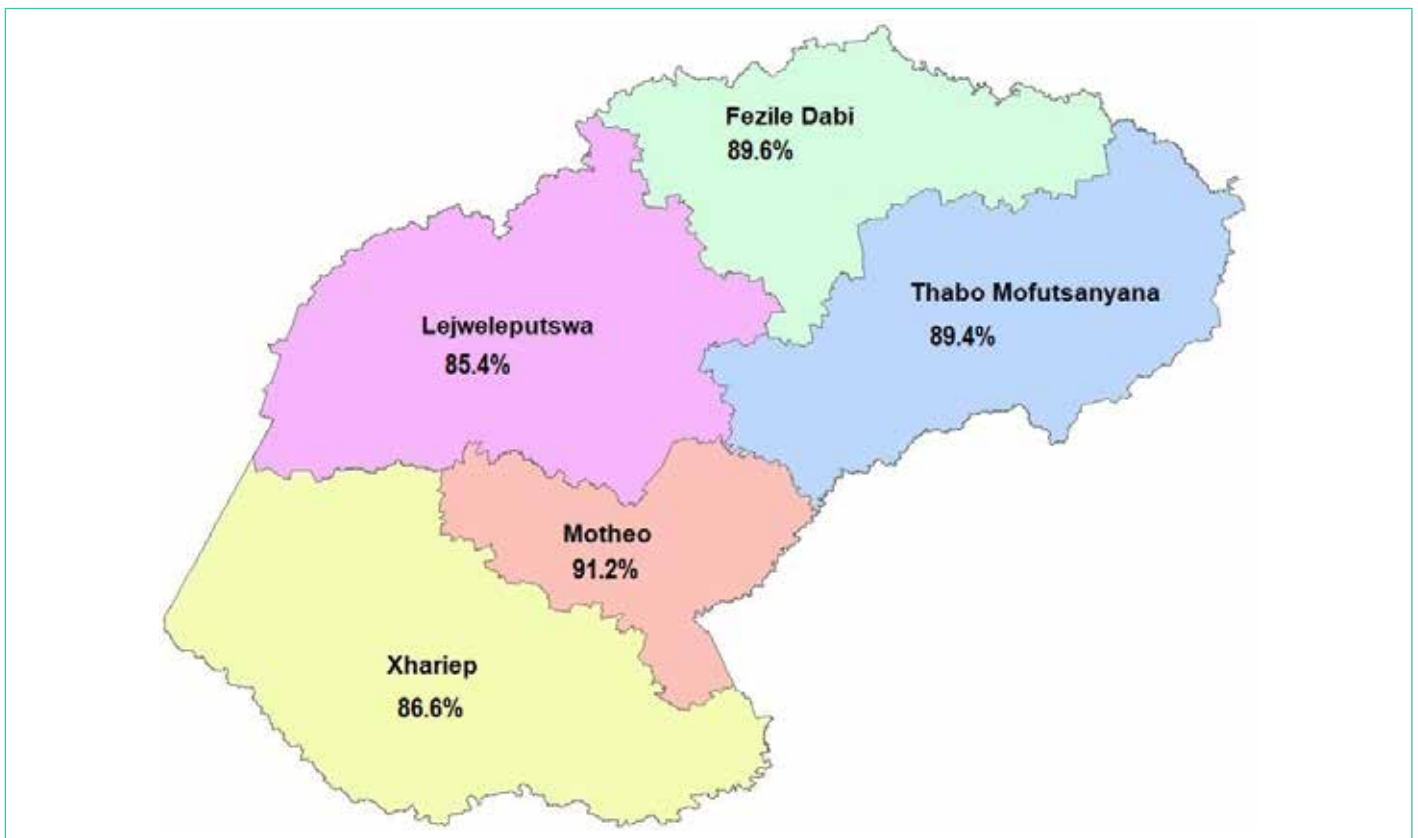 Fezile Dabi
89.6%
Thabo Mofutsanyana
89.4%
Lejweleputswa
85.4%
Motheo
91.2%
Xhariep
86.6%